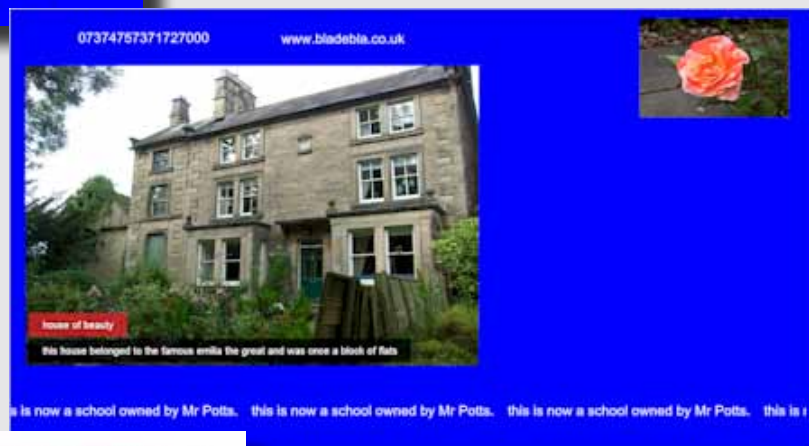 07374757371727000 www.bladebla.co.uk
house of beauty
this house belonged to the famous emilia the great and was once a block of flats
s is now a school owned by Mr Potts. this is now a school owned by Mr Potts. this is now a school owned by Mr Potts. this is